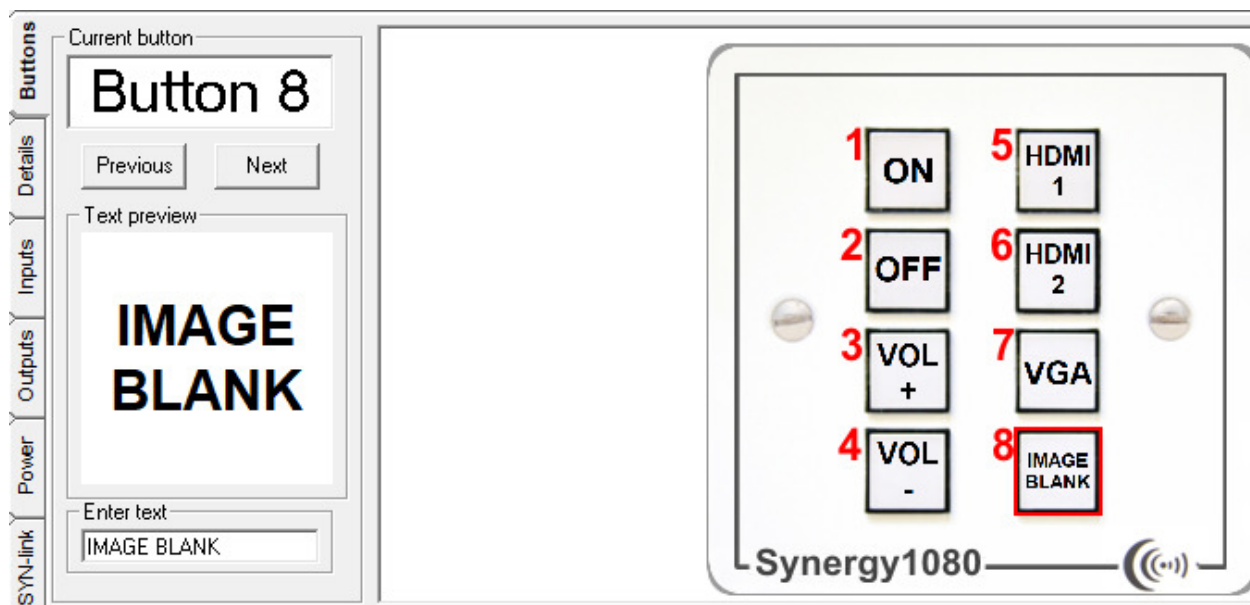 Buttons
Details
Inputs
Outputs
Power
SYN-link
Current button
Button 8
Previous
Next
Text preview
IMAGE
BLANK
Enter text
IMAGE BLANK
1
ON
2
OFF
3
VOL
+
4
VOL
-
5
HDMI
1
6
HDMI
2
7
VGA
8
IMAGE
BLANK
Synergy1080